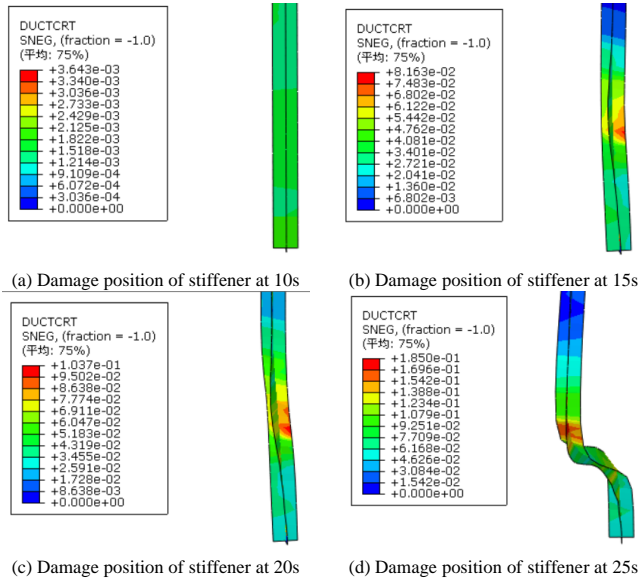 DUCTCRT
SNEG, (fraction = -1.0)
(平均: 75%)
+3.643e-03
+3.340e-03
+3.036e-03
+2.733e-03
+2.429e-03
+2.125e-03
+1.822e-03
+1.518e-03
+1.214e-03
+9.109e-04
+6.072e-04
+3.036e-04
+0.000e+00
(a) Damage position of stiffener at 10s
DUCTCRT
SNEG, (fraction = -1.0)
(平均: 75%)
+8.163e-02
+7.483e-02
+6.802e-02
+6.122e-02
+5.442e-02
+4.762e-02
+4.081e-02
+3.401e-02
+2.721e-02
+2.041e-02
+1.360e-02
+6.802e-03
+0.000e+00
(b) Damage position of stiffener at 15s
DUCTCRT
SNEG, (fraction = -1.0)
(平均: 75%)
+1.037e-01
+9.502e-02
+8.638e-02
+7.774e-02
+6.911e-02
+6.047e-02
+5.183e-02
+4.319e-02
+3.455e-02
+2.591e-02
+1.728e-02
+8.638e-03
+0.000e+00
(c) Damage position of stiffener at 20s
DUCTCRT
SNEG, (fraction = -1.0)
(平均: 75%)
+1.850e-01
+1.696e-01
+1.542e-01
+1.388e-01
+1.234e-01
+1.079e-01
+9.251e-02
+7.709e-02
+6.168e-02
+4.626e-02
+3.084e-02
+1.542e-02
+0.000e+00
(d) Damage position of stiffener at 25s